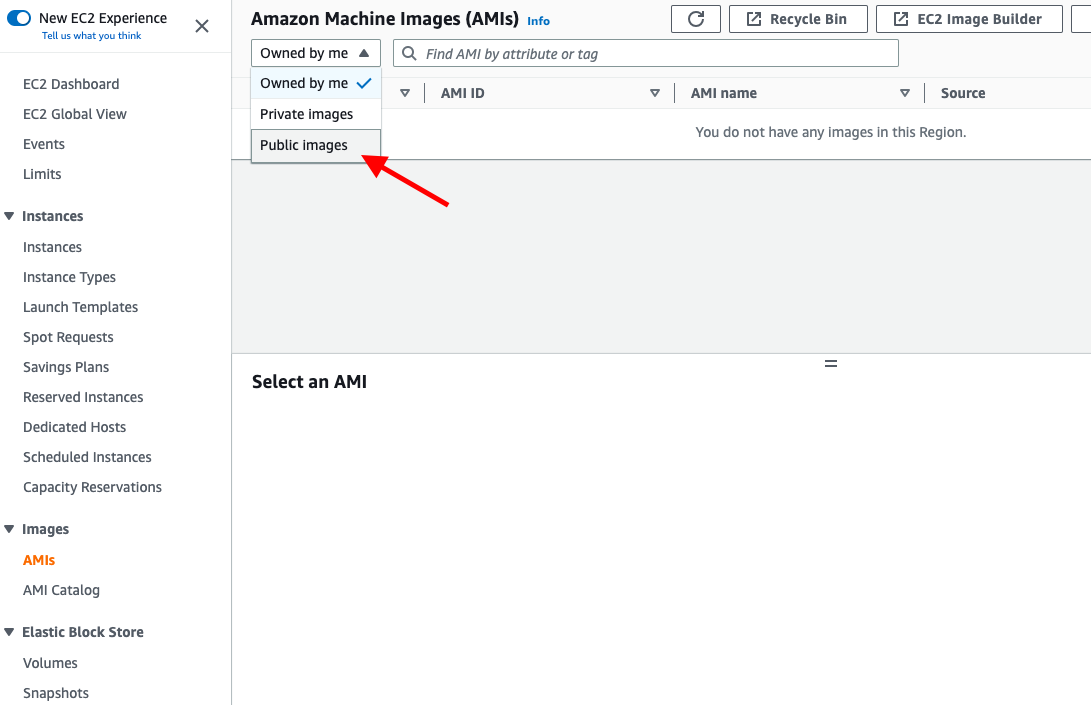 New EC2 Experience
Tell us what you think
EC2 Dashboard
EC2 Global View
Events
Limits
Instances
Instances
Instance Types
Launch Templates
Spot Requests
Savings Plans
Reserved Instances
Dedicated Hosts
Scheduled Instances
Capacity Reservations
Images
AMIs
AMI Catalog
Elastic Block Store
Volumes
Snapshots
Amazon Machine Images (AMIs) Info
Recycle Bin
EC2 Image Builder
Owned by me
Find AMI by attribute or tag
Owned by me
Private images
Public images
AMI ID
AMI name
Source
You do not have any images in this Region.
Select an AMI